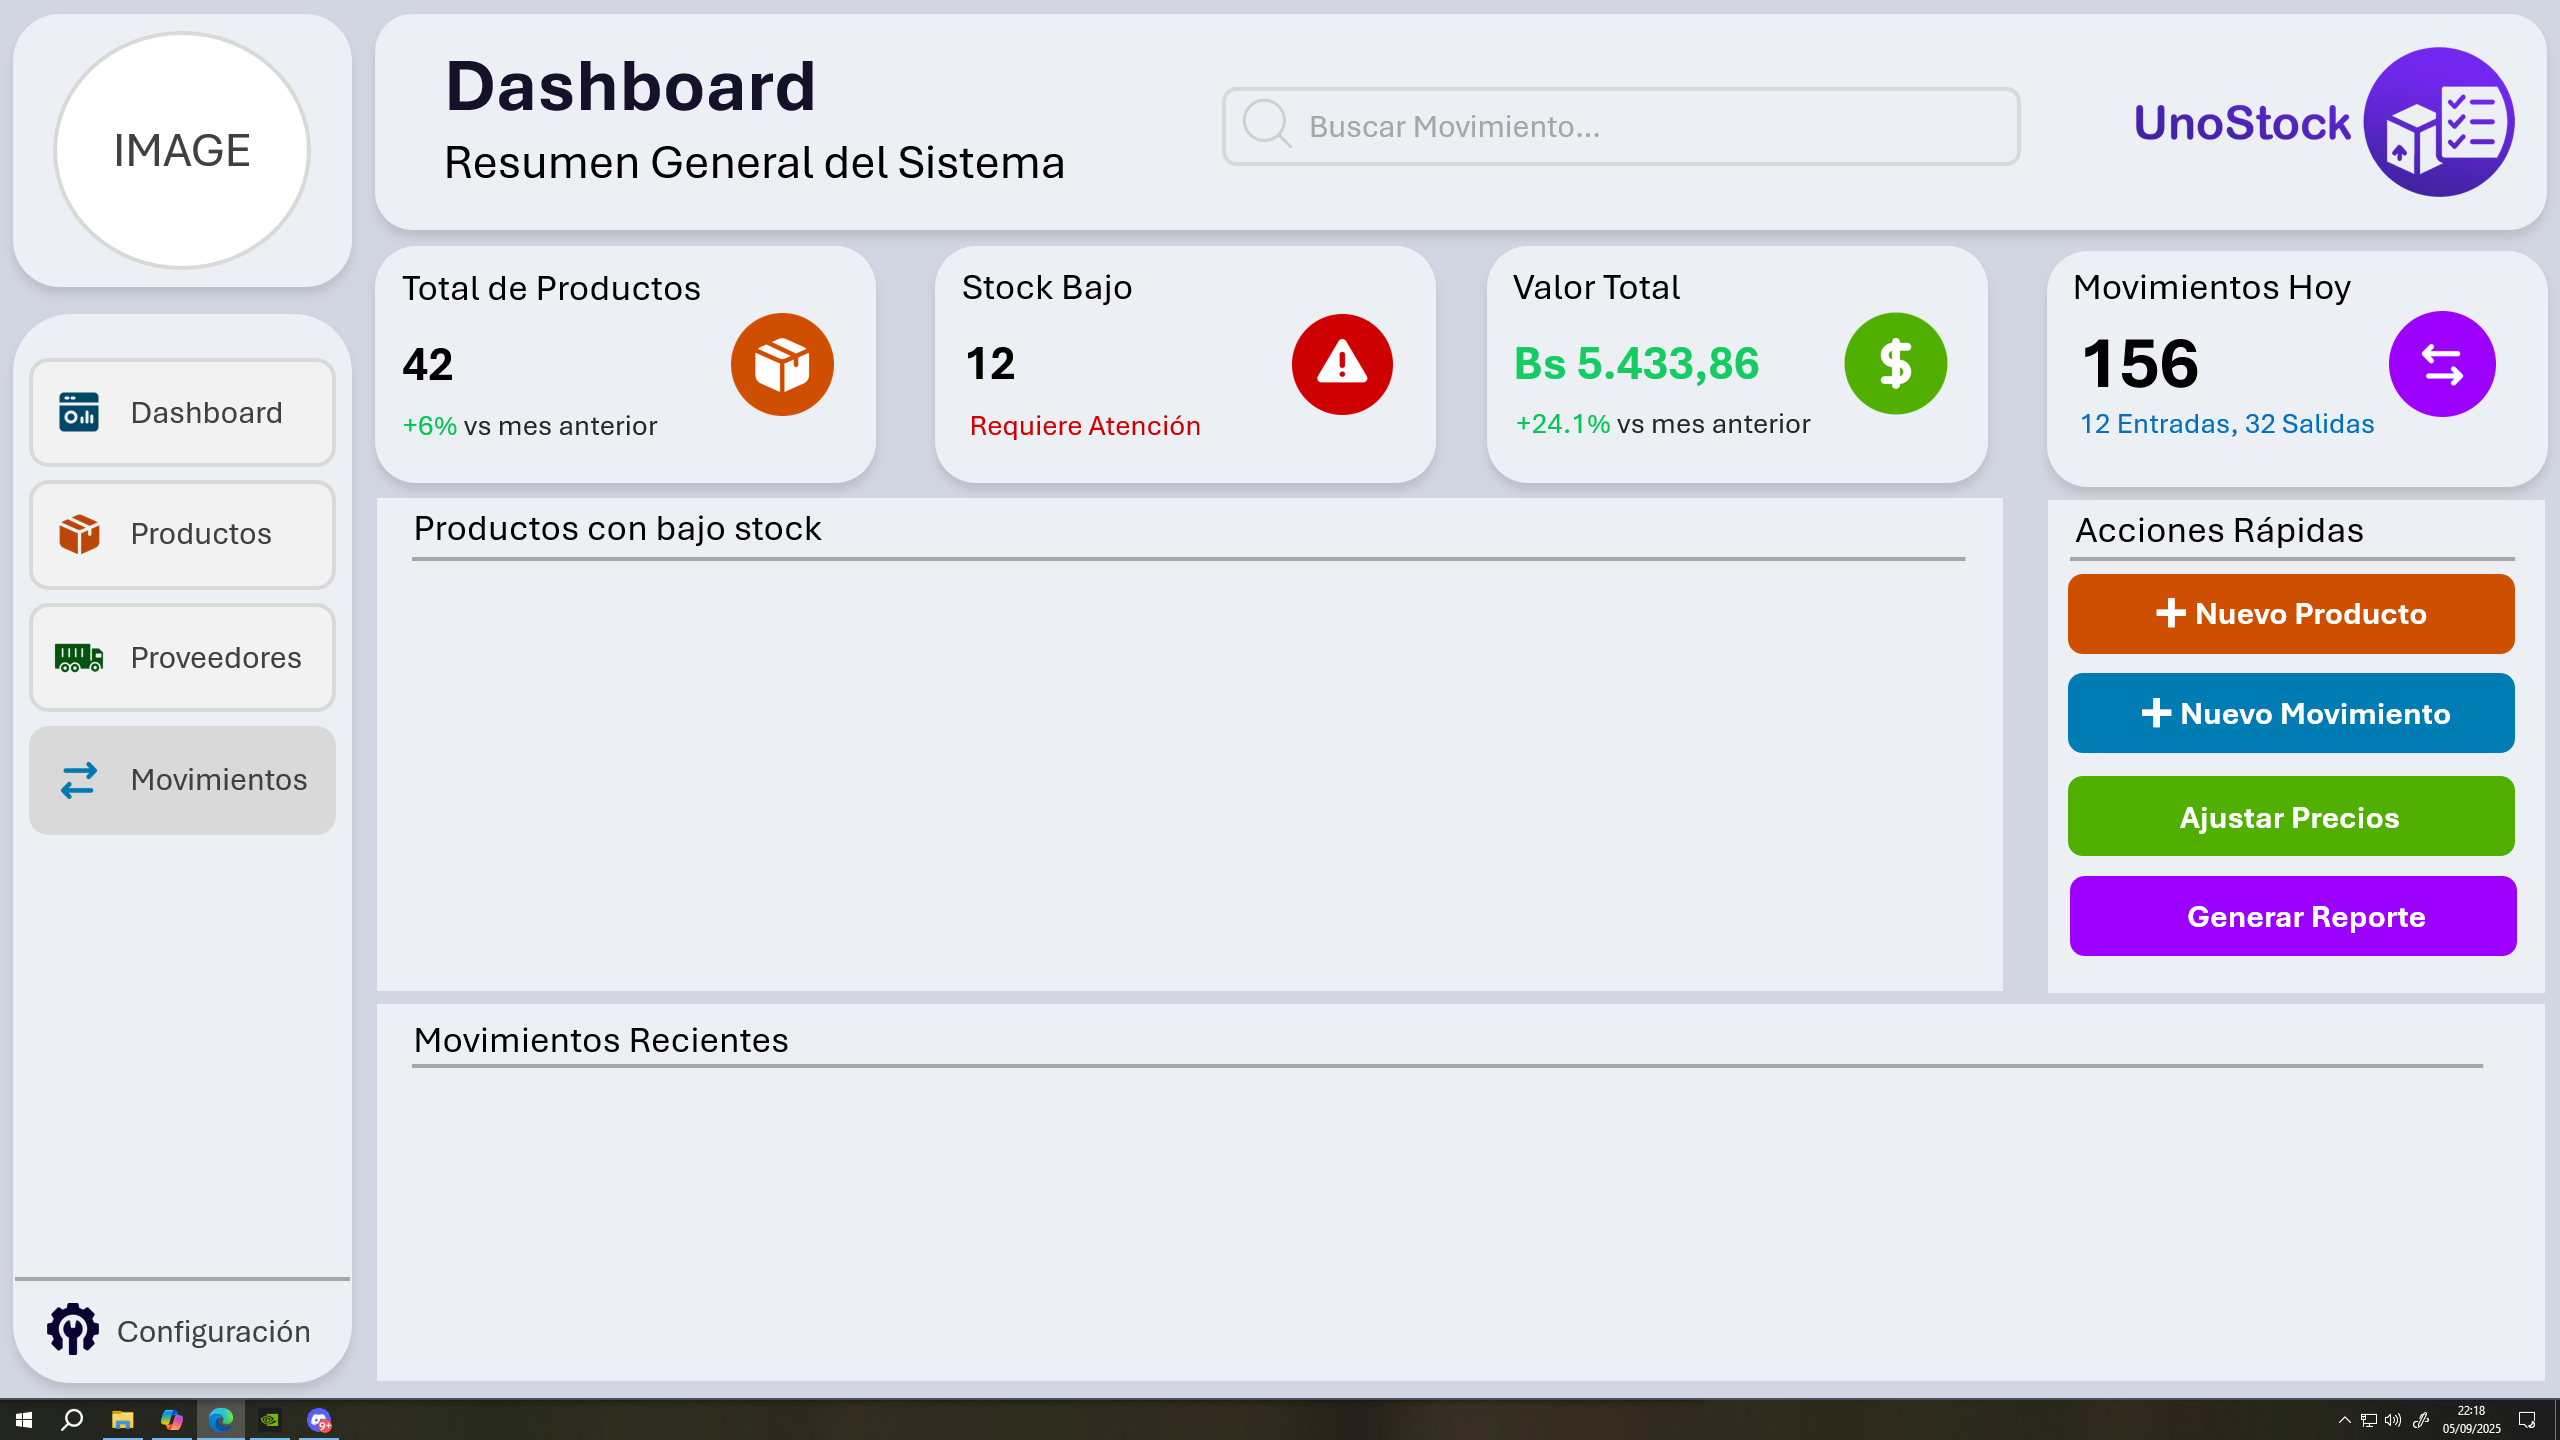 IMAGE
Dashboard
Resumen General del Sistema
Buscar Movimiento...
UnoStock
Dashboard
Productos
Proveedores
Movimientos
Configuración
Total de Productos
42
+6% vs mes anterior
Stock Bajo
12
Requiere Atención
Valor Total
Bs 5.433,86
+24.1% vs mes anterior
Movimientos Hoy
156
12 Entradas, 32 Salidas
Productos con bajo stock
Acciones Rápidas
Nuevo Producto
Nuevo Movimiento
Ajustar Precios
Generar Reporte
Movimientos Recientes
9+
22:18
05/09/2025